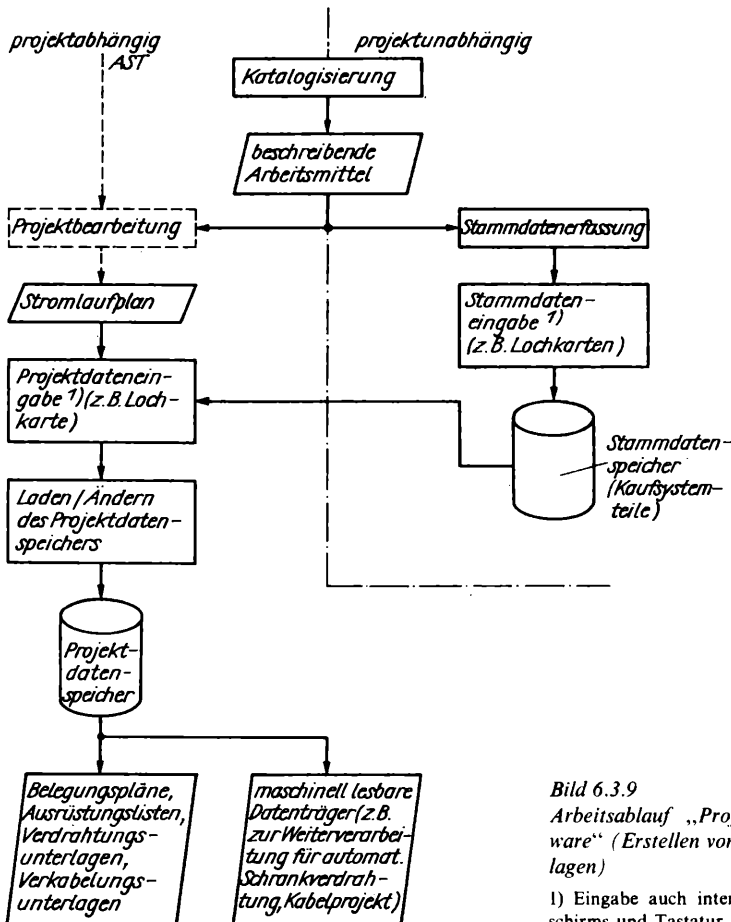 projektabhängig
AST
projektunabhängig
Katalogisierung
beschreibende
Arbeitsmittel
Projektbearbeitung
Stammdatenerfassung
Stromlaufplan
Stammdaten-
eingabe 1)
(z.B. Lochkarten)
Projektdatenein-
gabe 1) (z.B. Loch-
karte)
Stammdaten-
speicher
(Kaufsystem-
teile)
Laden / Ändern
des Projektdaten-
speichers
Projekt-
daten-
speicher
Belegungspläne,
Ausrüstungslisten,
Verdrahtungs-
unterlagen,
Verkabelungs-
unterlagen
maschinell lesbare
Datenträger (z.B.
zur Weiterverarbei-
tung für automat.
Schrankverdrah-
tung, Kabelprojekt)
Bild 6.3.9
Arbeitsablauf „Pro
ware“ (Erstellen vor
lagen)
1) Eingabe auch inter
schirms und Tastatur